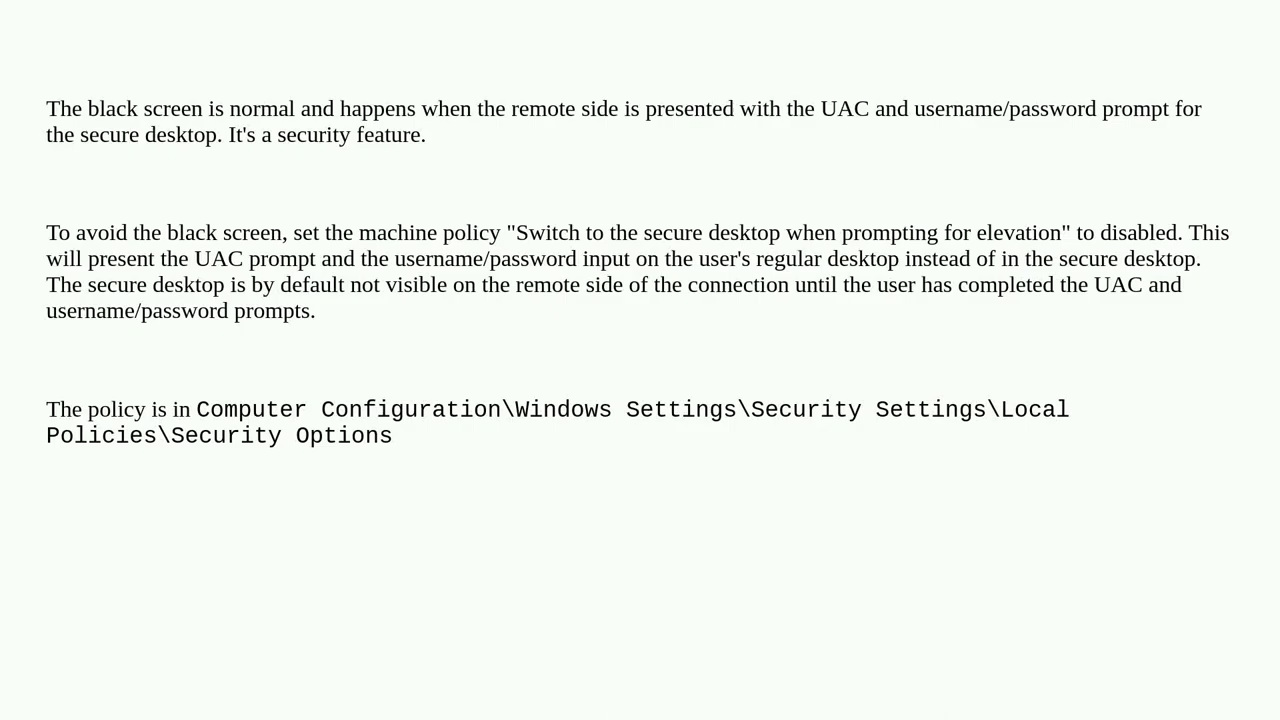 The black screen is normal and happens when the remote side is presented with the UAC and username/password prompt for
the secure desktop. It's a security feature.
To avoid the black screen, set the machine policy "Switch to the secure desktop when prompting for elevation" to disabled. This
will present the UAC prompt and the username/password input on the user's regular desktop instead of in the secure desktop.
The secure desktop is by default not visible on the remote side of the connection until the user has completed the UAC and
username/password prompts.
The policy is in Computer Configuration\Windows Settings\Security Settings\Local
Policies\Security Options